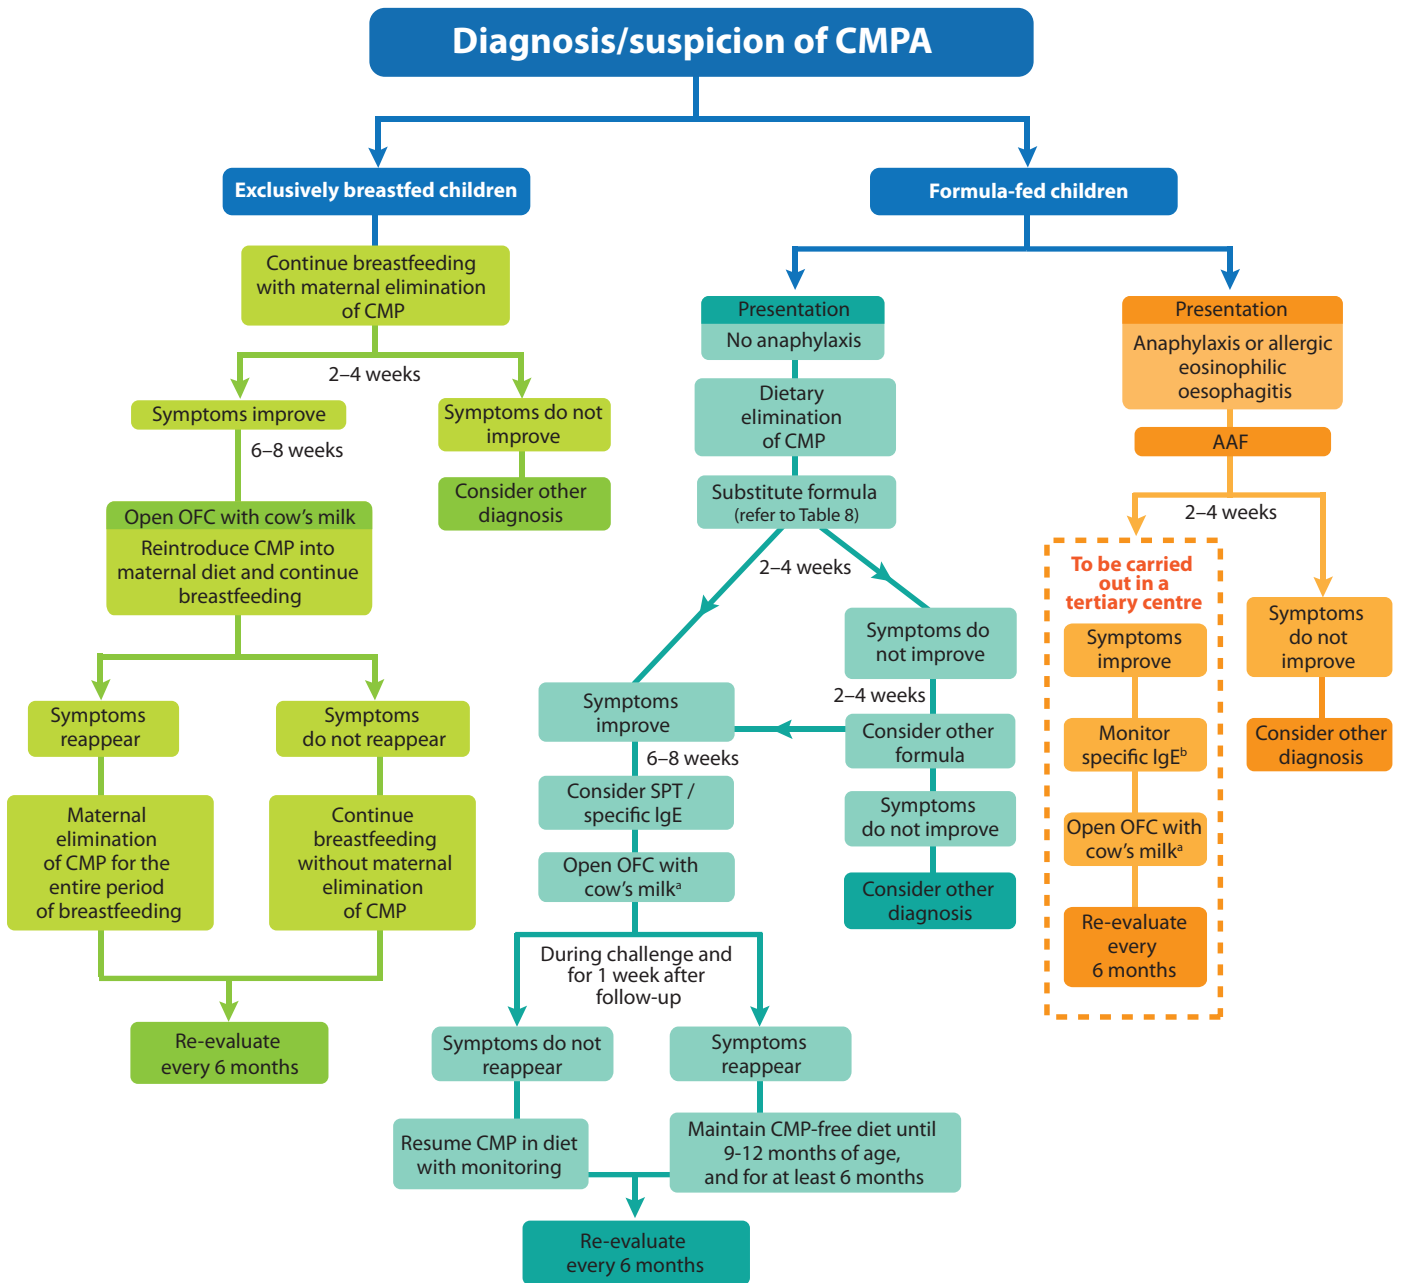 Diagnosis/suspicion of CMPA
Exclusively breastfed children
Continue breastfeeding
with maternal elimination
of CMP
2–4 weeks
Symptoms improve
Symptoms do not
improve
6–8 weeks
Consider other
diagnosis
Open OFC with cow's milk
Reintroduce CMP into
maternal diet and continue
breastfeeding
Symptoms
reappear
Symptoms
do not reappear
Maternal
elimination
of CMP for the
entire period
of breastfeeding
Continue
breastfeeding
without maternal
elimination
of CMP
Re-evaluate
every 6 months
Formula-fed children
Presentation
No anaphylaxis
Dietary
elimination
of CMP
Substitute formula
(refer to Table 8)
2–4 weeks
Symptoms do
not improve
2–4 weeks
Symptoms
improve
Consider other
formula
6–8 weeks
Consider SPT /
specific IgE
Symptoms
do not improve
Open OFC with
cow's milkᵃ
Consider other
diagnosis
During challenge and
for 1 week after
follow-up
Symptoms do not
reappear
Symptoms
reappear
Resume CMP in diet
with monitoring
Maintain CMP-free diet until
9-12 months of age,
and for at least 6 months
Re-evaluate
every 6 months
Presentation
Anaphylaxis or allergic
eosinophilic
oesophagitis
AAF
2–4 weeks
To be carried
out in a
tertiary centre
Symptoms
improve
Monitor
specific IgEᵇ
Open OFC with
cow's milkᵃ
Re-evaluate
every
6 months
Symptoms
do not
improve
Consider other
diagnosis